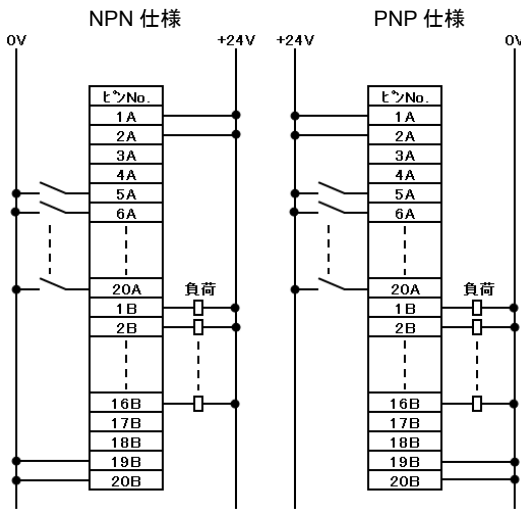 NPN 仕様
0V
+24V
ピンNo.
1A
2A
3A
4A
5A
6A
20A
負荷
1B
2B
16B
17B
18B
19B
20B
PNP 仕様
+24V
0V
ピンNo.
1A
2A
3A
4A
5A
6A
20A
負荷
1B
2B
16B
17B
18B
19B
20B